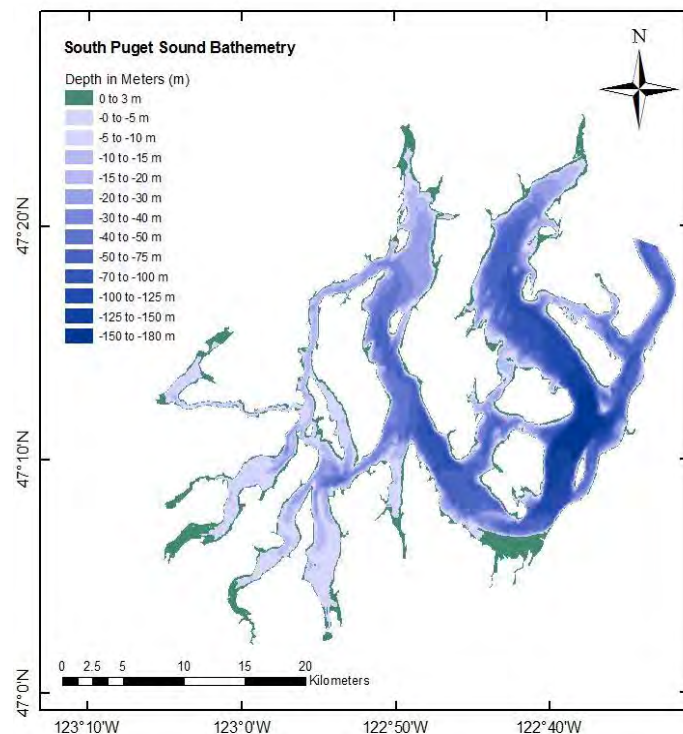 South Puget Sound Bathemetry
N
Depth in Meters (m)
0 to 3 m
-0 to -5 m
-5 to -10 m
-10 to -15 m
-15 to -20 m
-20 to -30 m
-30 to -40 m
-40 to -50 m
-50 to -75 m
-70 to -100 m
-100 to -125 m
-125 to -150 m
-150 to -180 m
47°20'N
47°10'N
47°0'N
0 2.5 5 10 15 20
Kilometers
123°10'W 123°0'W 122°50'W 122°40'W